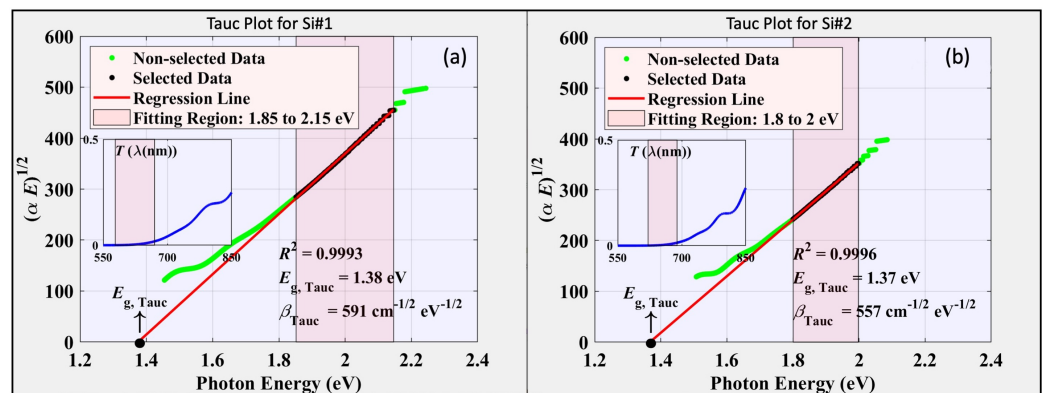 Tauc Plot for Si#1
(a)
Non-selected Data
Selected Data
Regression Line
Fitting Region: 1.85 to 2.15 eV
T (λ(nm))
0.5
0
550
700
850
R² = 0.9993
E_g, Tauc = 1.38 eV
β_Tauc = 591 cm^-1/2 eV^-1/2
E_g, Tauc
(α E)^1/2
600
500
400
300
200
100
0
1.2
1.4
1.6
1.8
2
2.2
2.4
Photon Energy (eV)
Tauc Plot for Si#2
(b)
Non-selected Data
Selected Data
Regression Line
Fitting Region: 1.8 to 2 eV
T (λ(nm))
0.5
0
550
700
850
R² = 0.9996
E_g, Tauc = 1.37 eV
β_Tauc = 557 cm^-1/2 eV^-1/2
E_g, Tauc
(α E)^1/2
600
500
400
300
200
100
0
1.2
1.4
1.6
1.8
2
2.2
2.4
Photon Energy (eV)